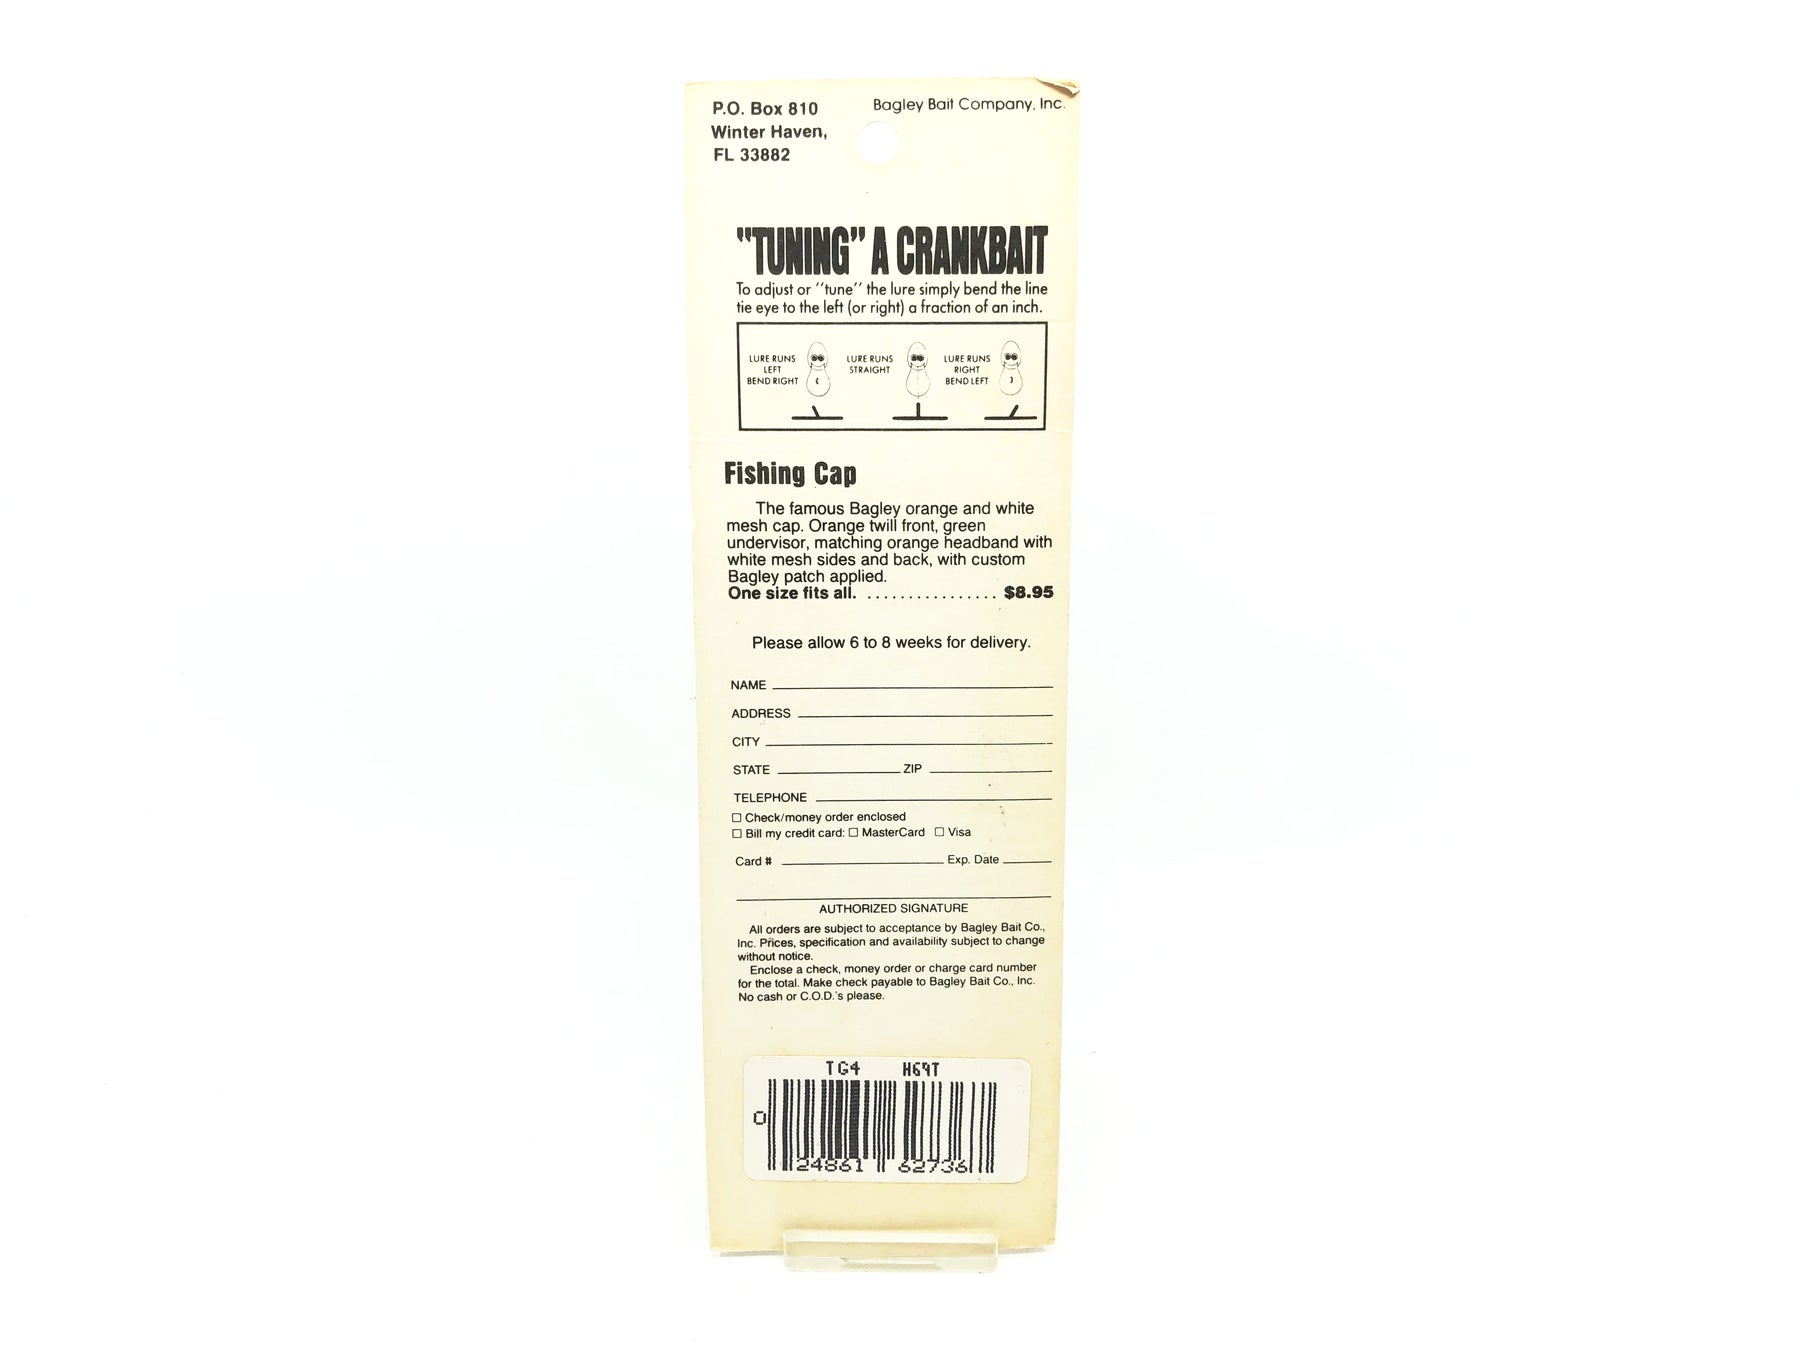 P.O. Box 810
Winter Haven,
FL 33882
Bagley Bait Company, Inc.
"TUNING" A CRANKBAIT
To adjust or "tune" the lure simply bend the line
tie eye to the left (or right) a fraction of an inch.
LURE RUNS
LEFT
BEND RIGHT
LURE RUNS
STRAIGHT
LURE RUNS
RIGHT
BEND LEFT
Fishing Cap
The famous Bagley orange and white
mesh cap. Orange twill front, green
undervisor, matching orange headband with
white mesh sides and back, with custom
Bagley patch applied.
One size fits all. ................ $8.95
Please allow 6 to 8 weeks for delivery.
NAME
ADDRESS
CITY
STATE ZIP
TELEPHONE
☐ Check/money order enclosed
☐ Bill my credit card: ☐ MasterCard ☐ Visa
Card # Exp. Date
AUTHORIZED SIGNATURE
All orders are subject to acceptance by Bagley Bait Co.,
Inc. Prices, specification and availability subject to change
without notice.
Enclose a check, money order or charge card number
for the total. Make check payable to Bagley Bait Co., Inc.
No cash or C.O.D.'s please.
TG4 H69T
0 24861 62736